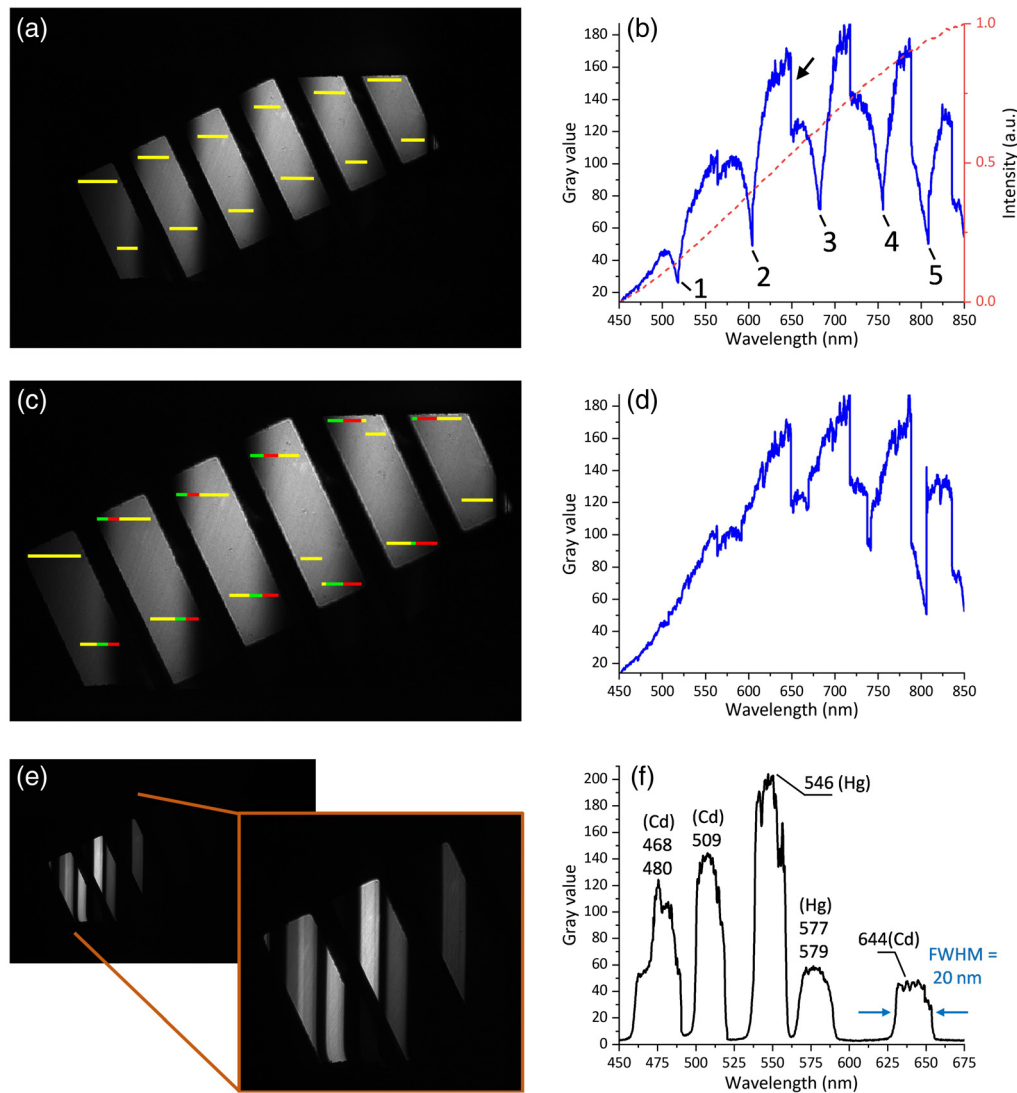 (a)
(b)
180
160
140
120
100
80
60
40
20
Gray value
1
2
3
4
5
1.0
0.5
0.0
Intensity (a.u.)
450 500 550 600 650 700 750 800 850
Wavelength (nm)
(c)
(d)
180
160
140
120
100
80
60
40
20
Gray value
450 500 550 600 650 700 750 800 850
Wavelength (nm)
(e)
(f)
200
180
160
140
120
100
80
60
40
20
0
Gray value
546 (Hg)
(Cd)
468
480
(Cd)
509
(Hg)
577
579
644(Cd)
FWHM =
20 nm
450 475 500 525 550 575 600 625 650 675
Wavelength (nm)